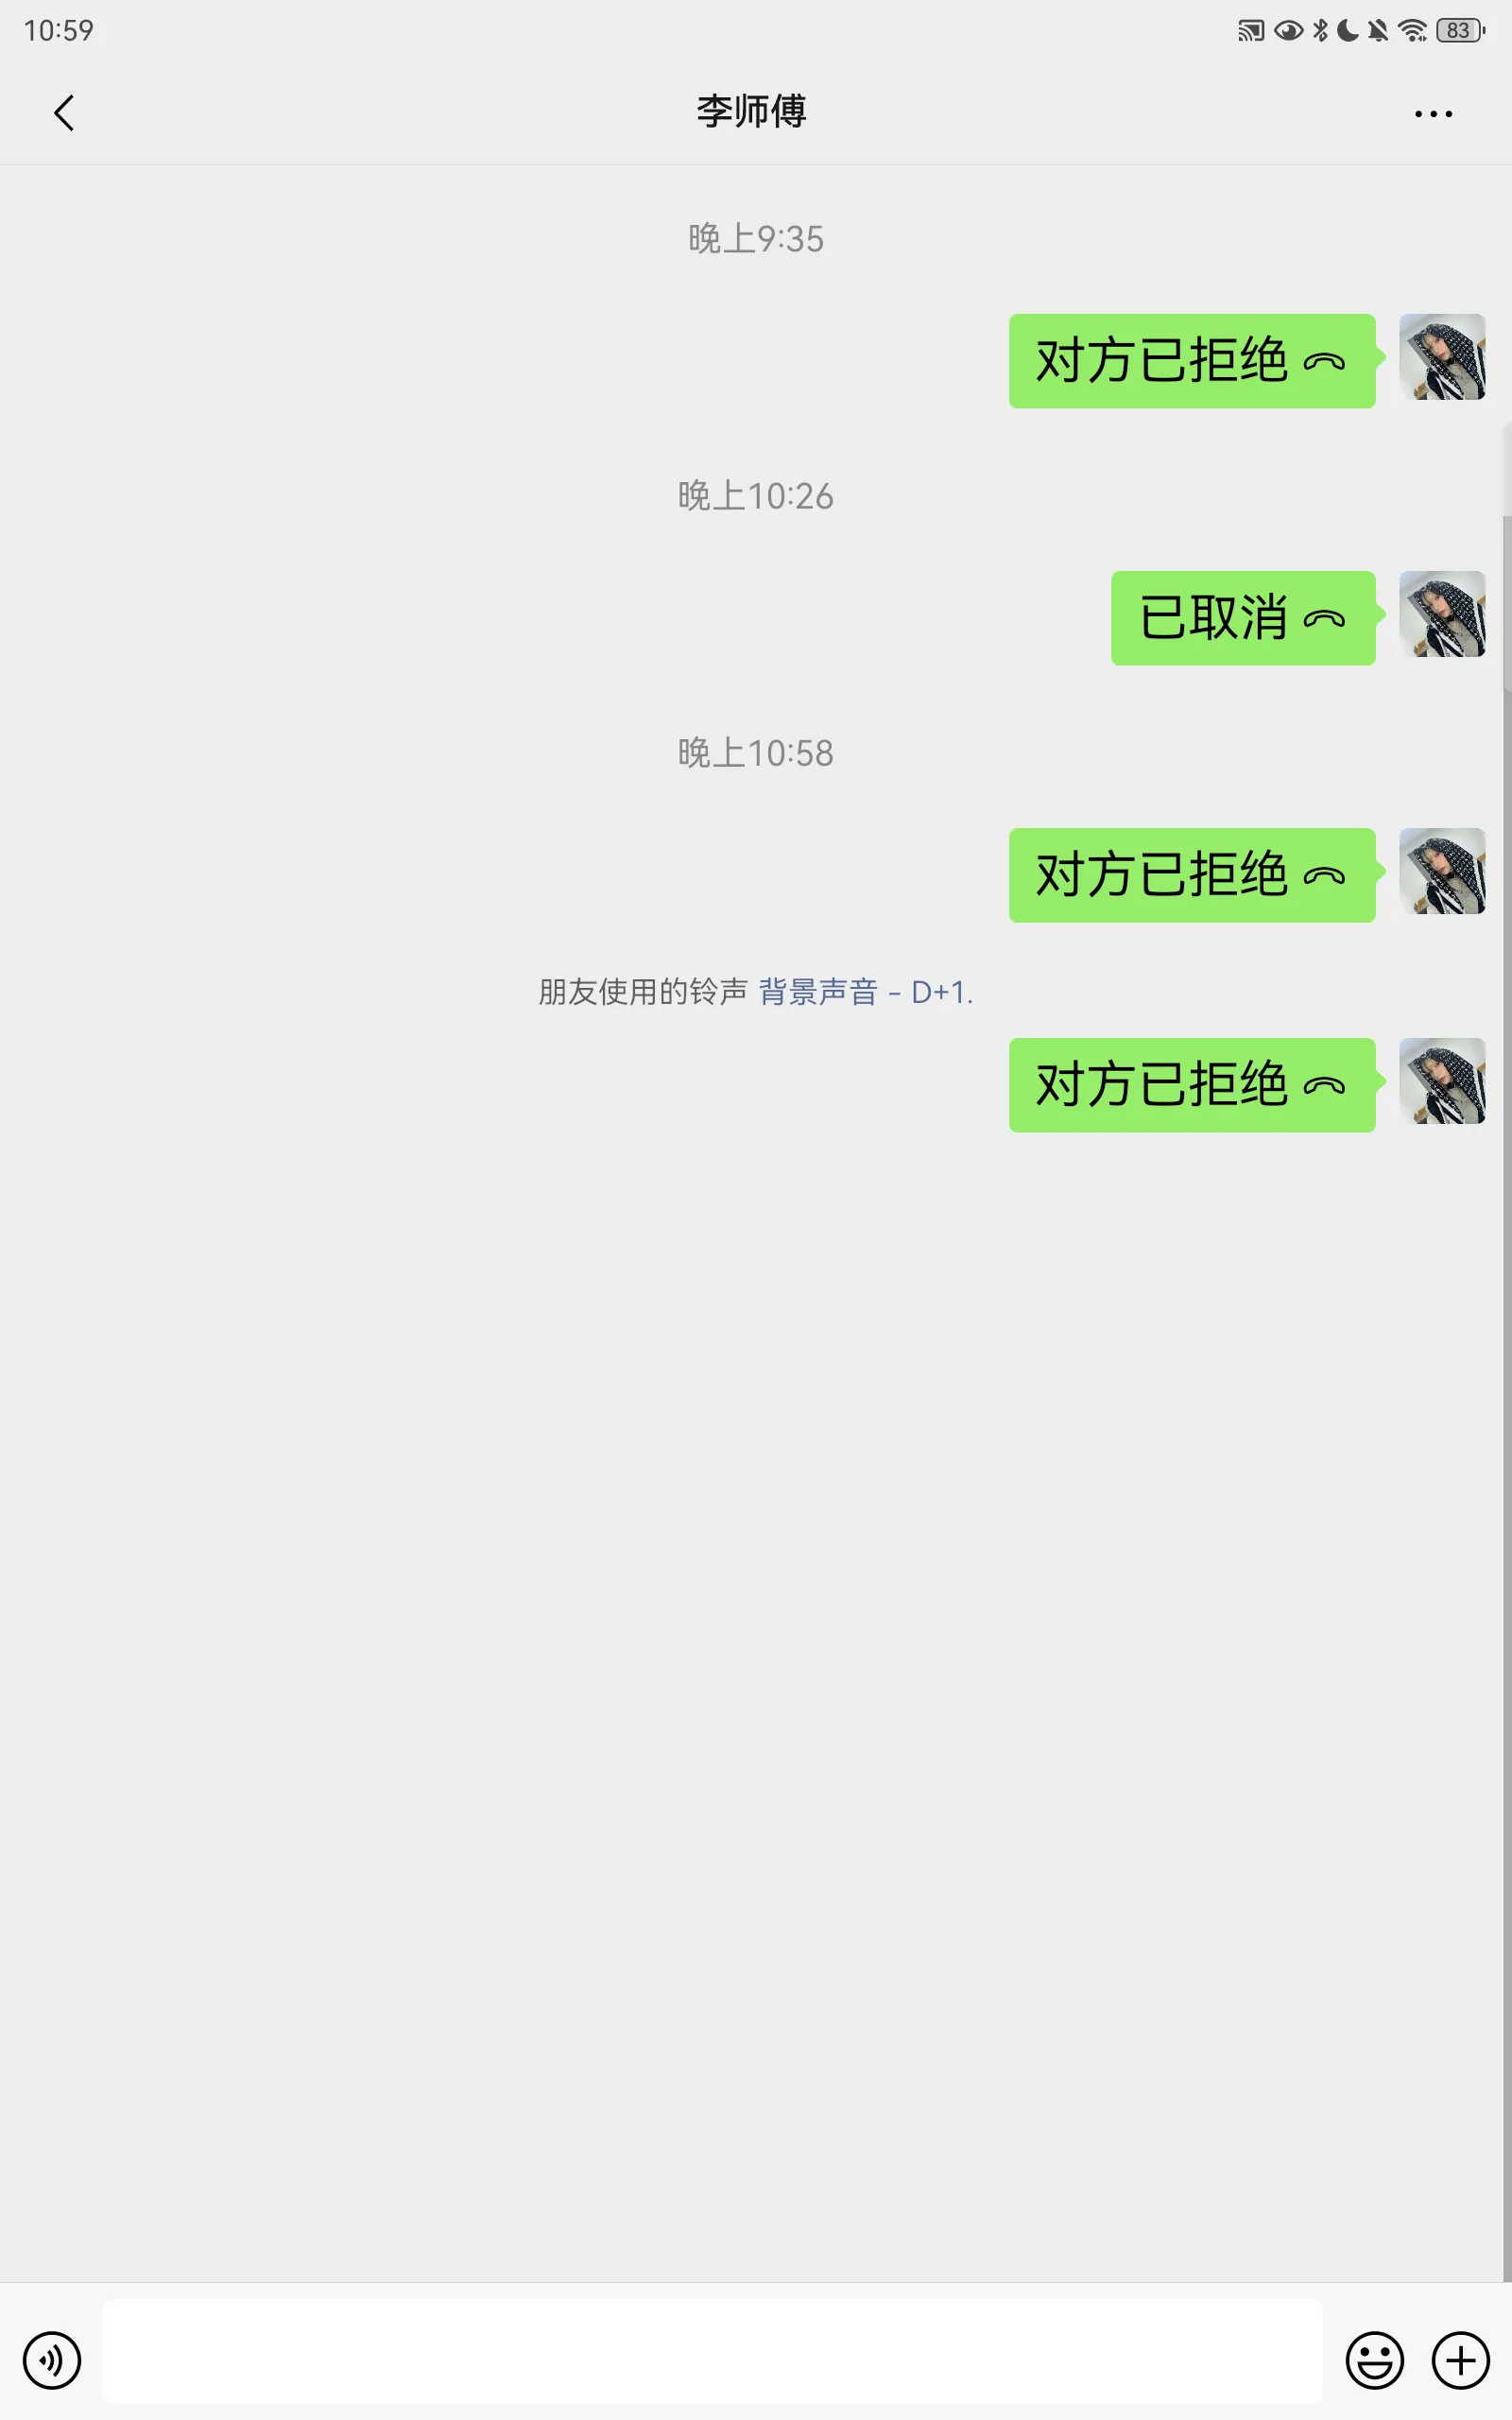 10:59
83
李师傅
晚上9:35
对方已拒绝
晚上10:26
已取消
晚上10:58
对方已拒绝
朋友使用的铃声 背景声音 - D+1.
对方已拒绝